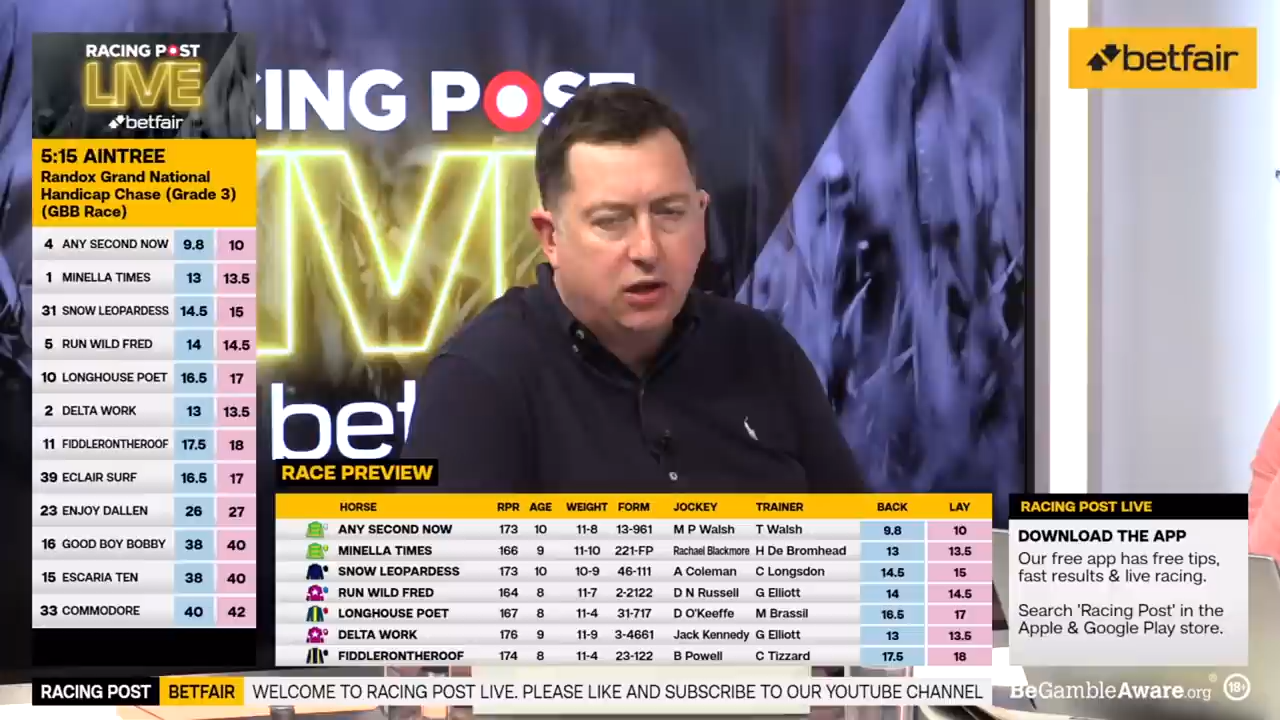 RACING POST
LIVE
betfair
5:15 AINTREE
Randox Grand National
Handicap Chase (Grade 3)
(GBB Race)
4 ANY SECOND NOW 9.8 10
1 MINELLA TIMES 13 13.5
31 SNOW LEOPARDESS 14.5 15
5 RUN WILD FRED 14 14.5
10 LONGHOUSE POET 16.5 17
2 DELTA WORK 13 13.5
11 FIDDLERONTHEROOF 17.5 18
39 ECLAIR SURF 16.5 17
23 ENJOY DALLEN 26 27
16 GOOD BOY BOBBY 38 40
15 ESCARIA TEN 38 40
33 COMMODORE 40 42
CING POS
bet
betfair
RACE PREVIEW
HORSE RPR AGE WEIGHT FORM JOCKEY TRAINER BACK LAY
ANY SECOND NOW 173 10 11-8 13-961 M P Walsh T Walsh 9.8 10
MINELLA TIMES 166 9 11-10 221-FP Rachael Blackmore H De Bromhead 13 13.5
SNOW LEOPARDESS 173 10 10-9 46-111 A Coleman C Longsdon 14.5 15
RUN WILD FRED 164 8 11-7 2-2122 D N Russell G Elliott 14 14.5
LONGHOUSE POET 167 8 11-4 31-717 D O'Keeffe M Brassil 16.5 17
DELTA WORK 176 9 11-9 3-4661 Jack Kennedy G Elliott 13 13.5
FIDDLERONTHEROOF 174 8 11-4 23-122 B Powell C Tizzard 17.5 18
RACING POST LIVE
DOWNLOAD THE APP
Our free app has free tips,
fast results & live racing.
Search 'Racing Post' in the
Apple & Google Play store.
RACING POST BETFAIR WELCOME TO RACING POST LIVE. PLEASE LIKE AND SUBSCRIBE TO OUR YOUTUBE CHANNEL
BeGambleAware.org® 18+